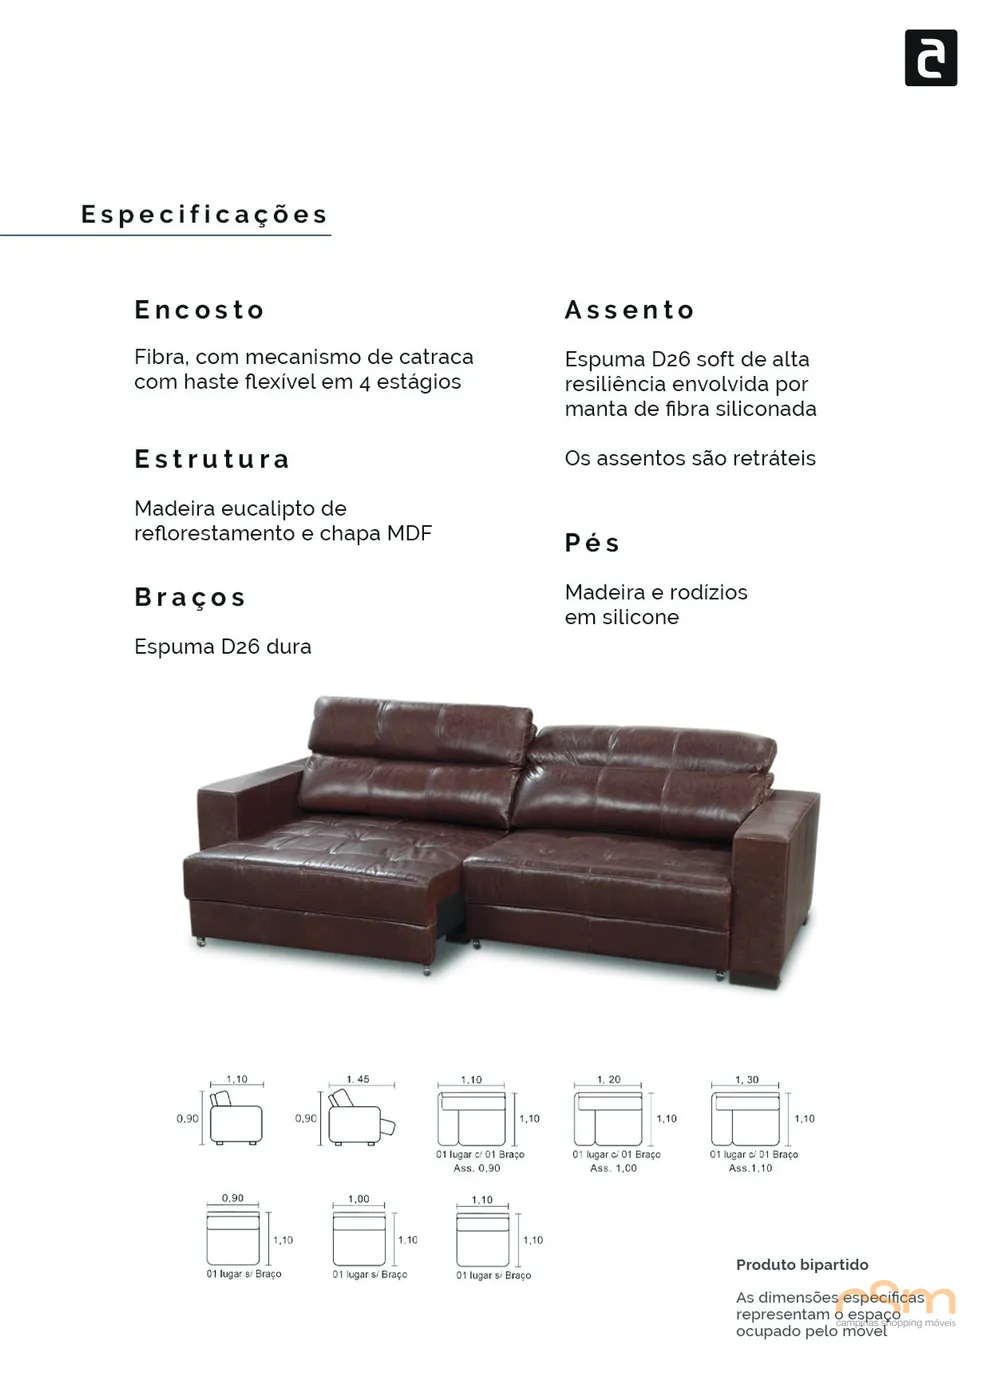 Especificações
Encosto
Fibra, com mecanismo de catraca
com haste flexível em 4 estágios
Estrutura
Madeira eucalipto de
reflorestamento e chapa MDF
Braços
Espuma D26 dura
Assento
Espuma D26 soft de alta
resiliência envolvida por
manta de fibra siliconada
Os assentos são retráteis
Pés
Madeira e rodízios
em silicone
1,10
0,90
1. 45
0,90
1.10
1,10
01 lugar c/ 01 Braço
Ass. 0,90
1, 20
1,10
01 lugar c/ 01 Braço
Ass. 1,00
1, 30
1,10
01 lugar c/ 01 Braço
Ass.1,10
0,90
1,10
01 lugar s/ Braço
1,00
1,10
01 lugar s/ Braço
1,10
1,10
01 lugar s/ Braço
Produto bipartido
As dimensões específicas
representam o espaço
ocupado pelo móvel
csm
campinas shopping móveis